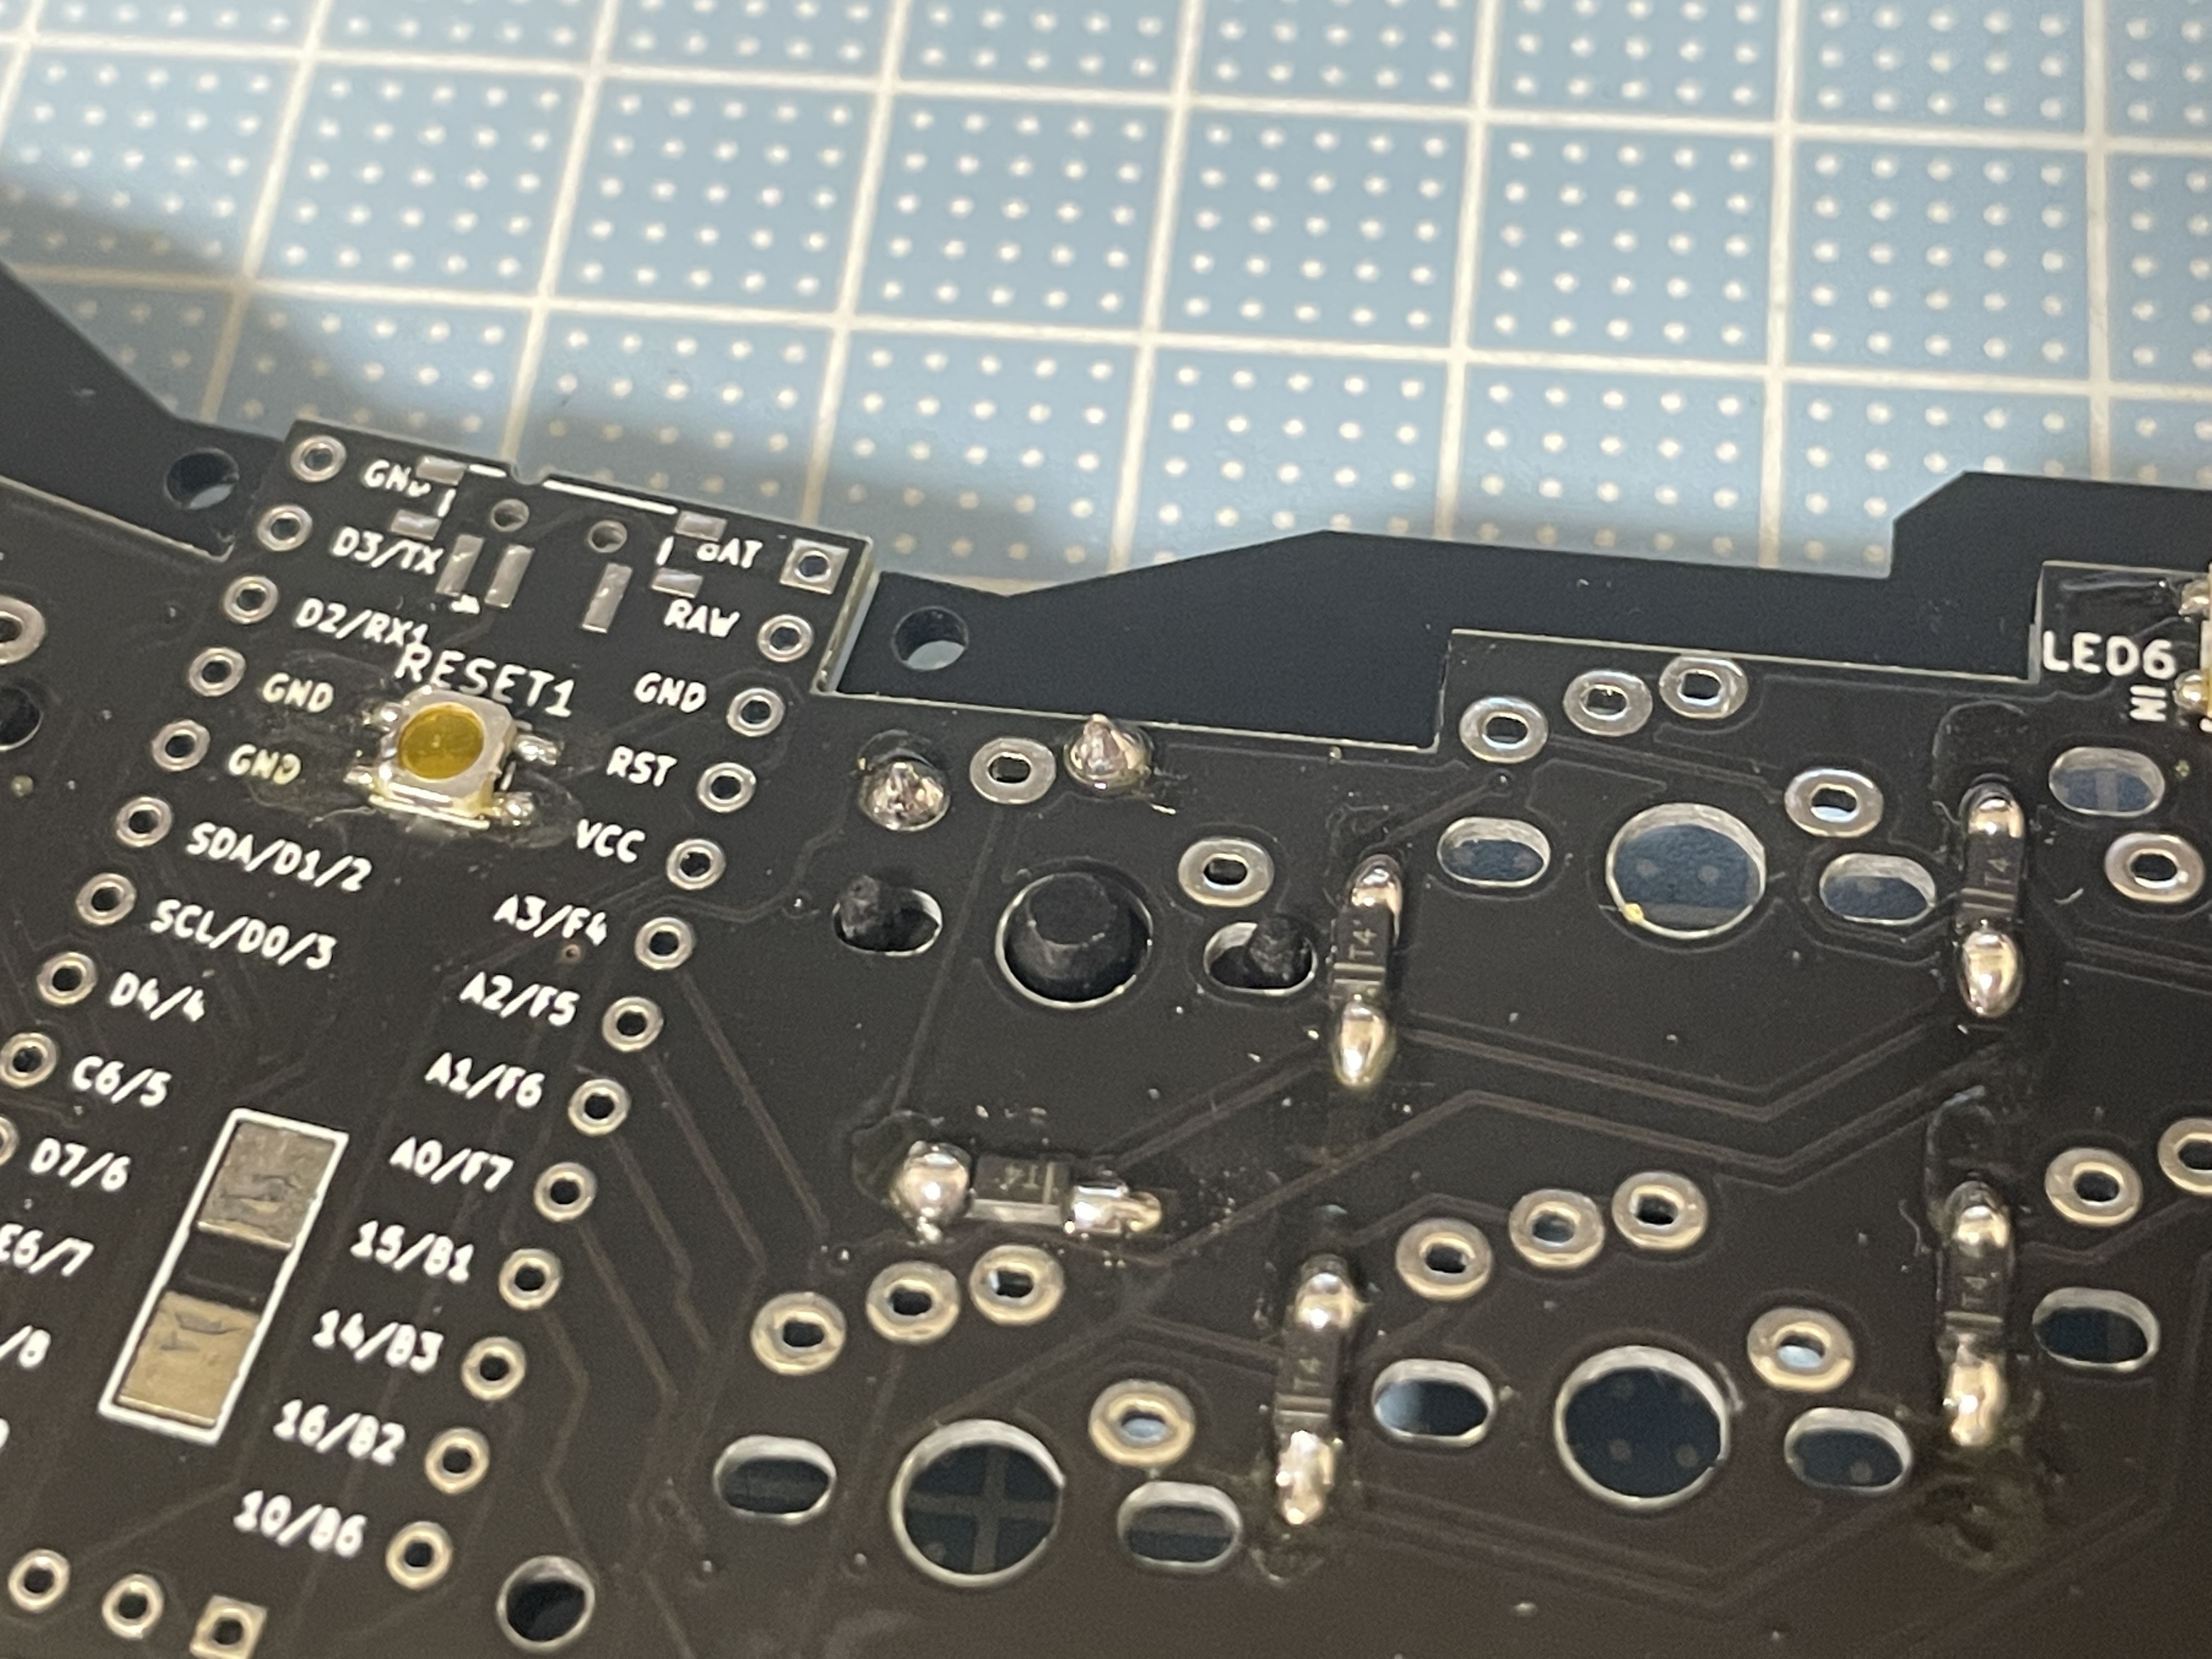 GND
BAT
D3/TX
RAW
D2/RX1
RESET1
GND
GND
GND
RST
SDA/D1/2
VCC
SCL/D0/3
A3/F4
D4/4
A2/F5
C6/5
A1/F6
D7/6
A0/F7
E6/7
15/B1
/8
14/B3
16/B2
10/B6
LED6
T4
T4
T4
T4
T4